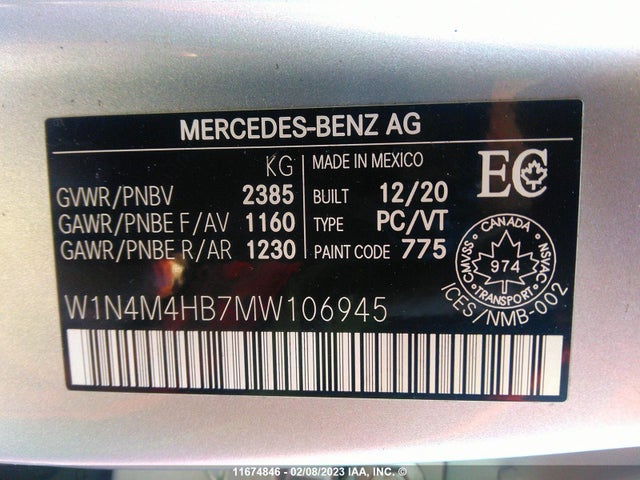 MERCEDES-BENZ AG
KG
GVWR/PNBV 2385
GAWR/PNBE F/AV 1160
GAWR/PNBE R/AR 1230
MADE IN MEXICO
BUILT 12/20
TYPE PC/VT
PAINT CODE 775
EC
CANADA
CMVSS 974 NSVAC
TRANSPORT
ICES/NMB-002
W1N4M4HB7MW106945
11674846 - 02/08/2023 IAA, INC. ©